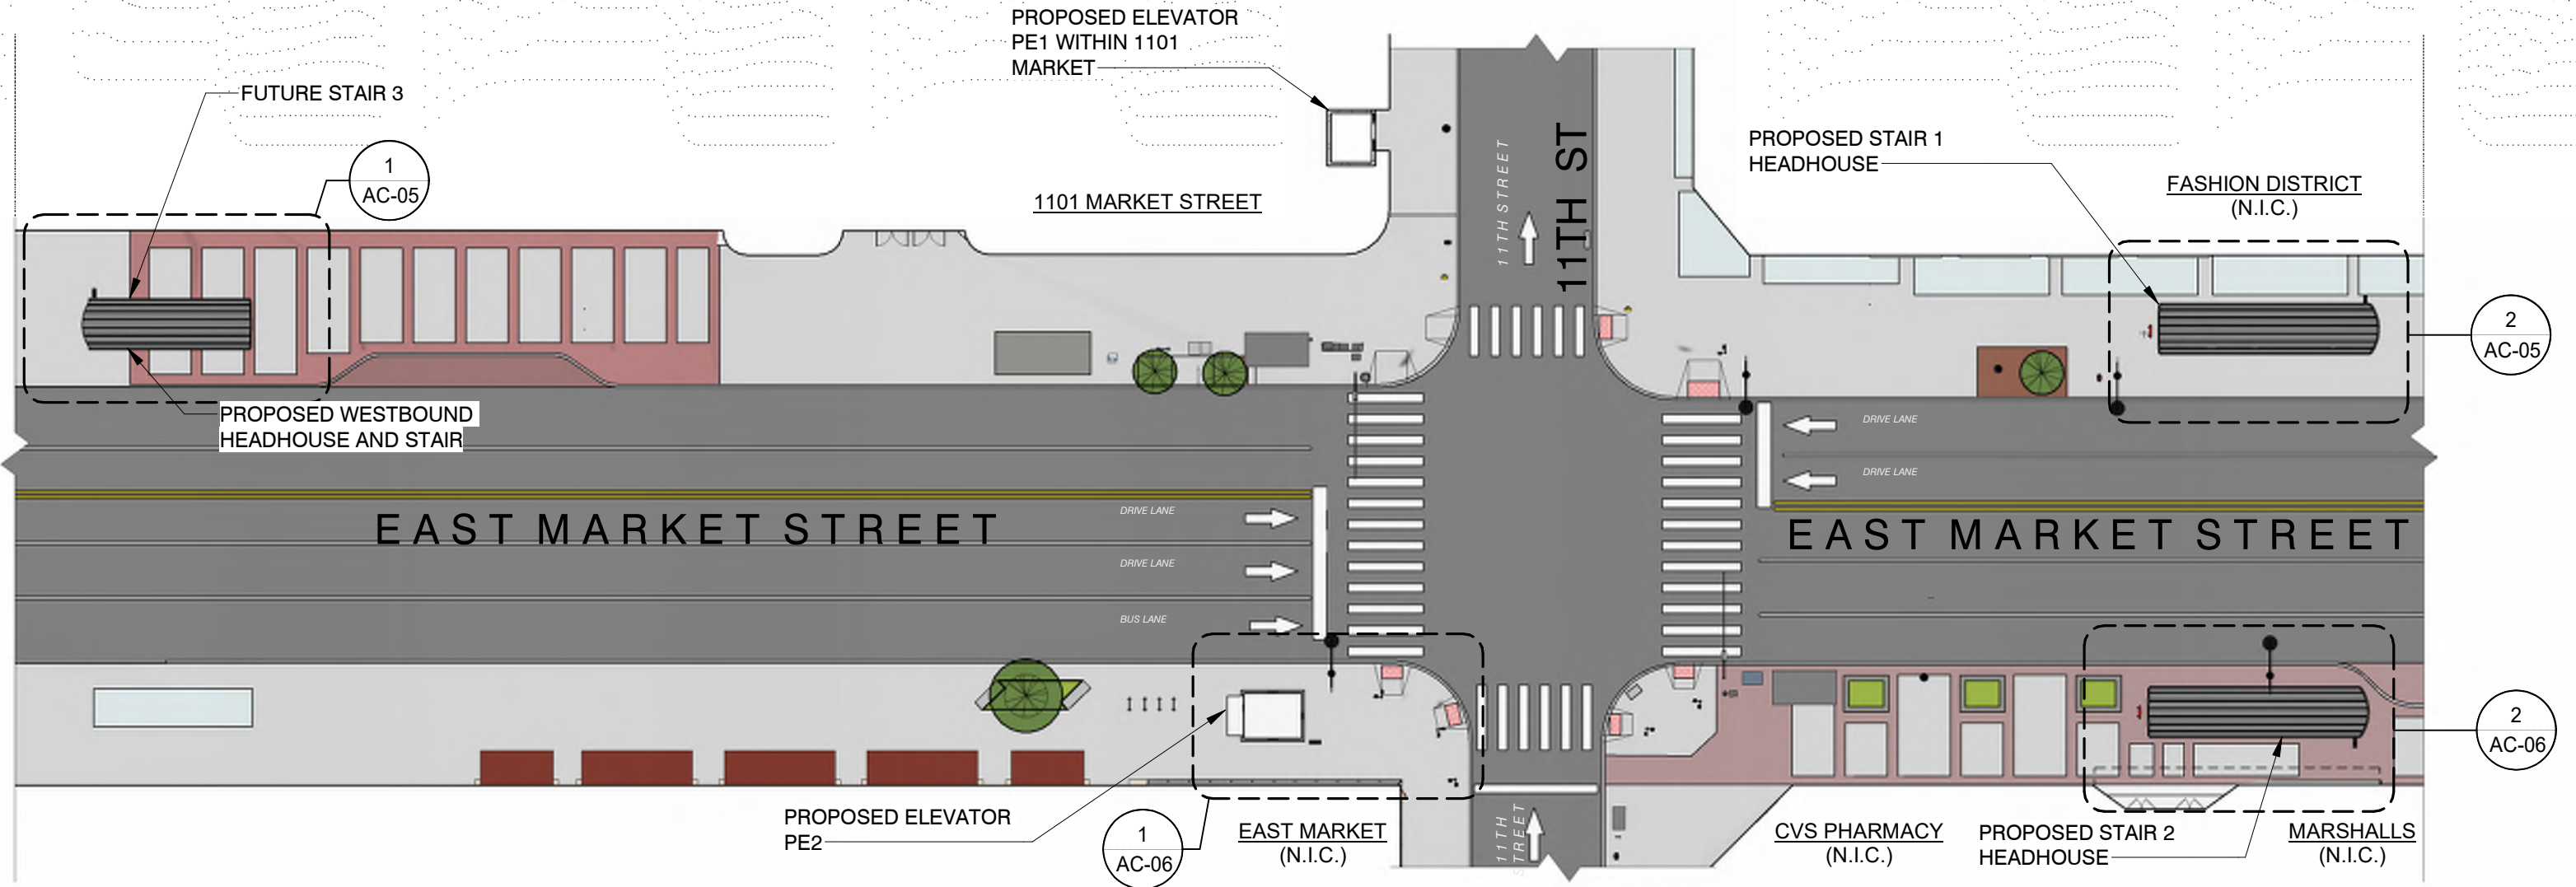 PROPOSED ELEVATOR
PE1 WITHIN 1101
MARKET
FUTURE STAIR 3
1
AC-05
1101 MARKET STREET
11TH STREET
11TH ST
PROPOSED STAIR 1
HEADHOUSE
FASHION DISTRICT
(N.I.C.)
2
AC-05
PROPOSED WESTBOUND
HEADHOUSE AND STAIR
DRIVE LANE
DRIVE LANE
EAST MARKET STREET
DRIVE LANE
DRIVE LANE
BUS LANE
EAST MARKET STREET
PROPOSED ELEVATOR
PE2
1
AC-06
EAST MARKET
(N.I.C.)
11TH
STREET
CVS PHARMACY
(N.I.C.)
PROPOSED STAIR 2
HEADHOUSE
MARSHALLS
(N.I.C.)
2
AC-06